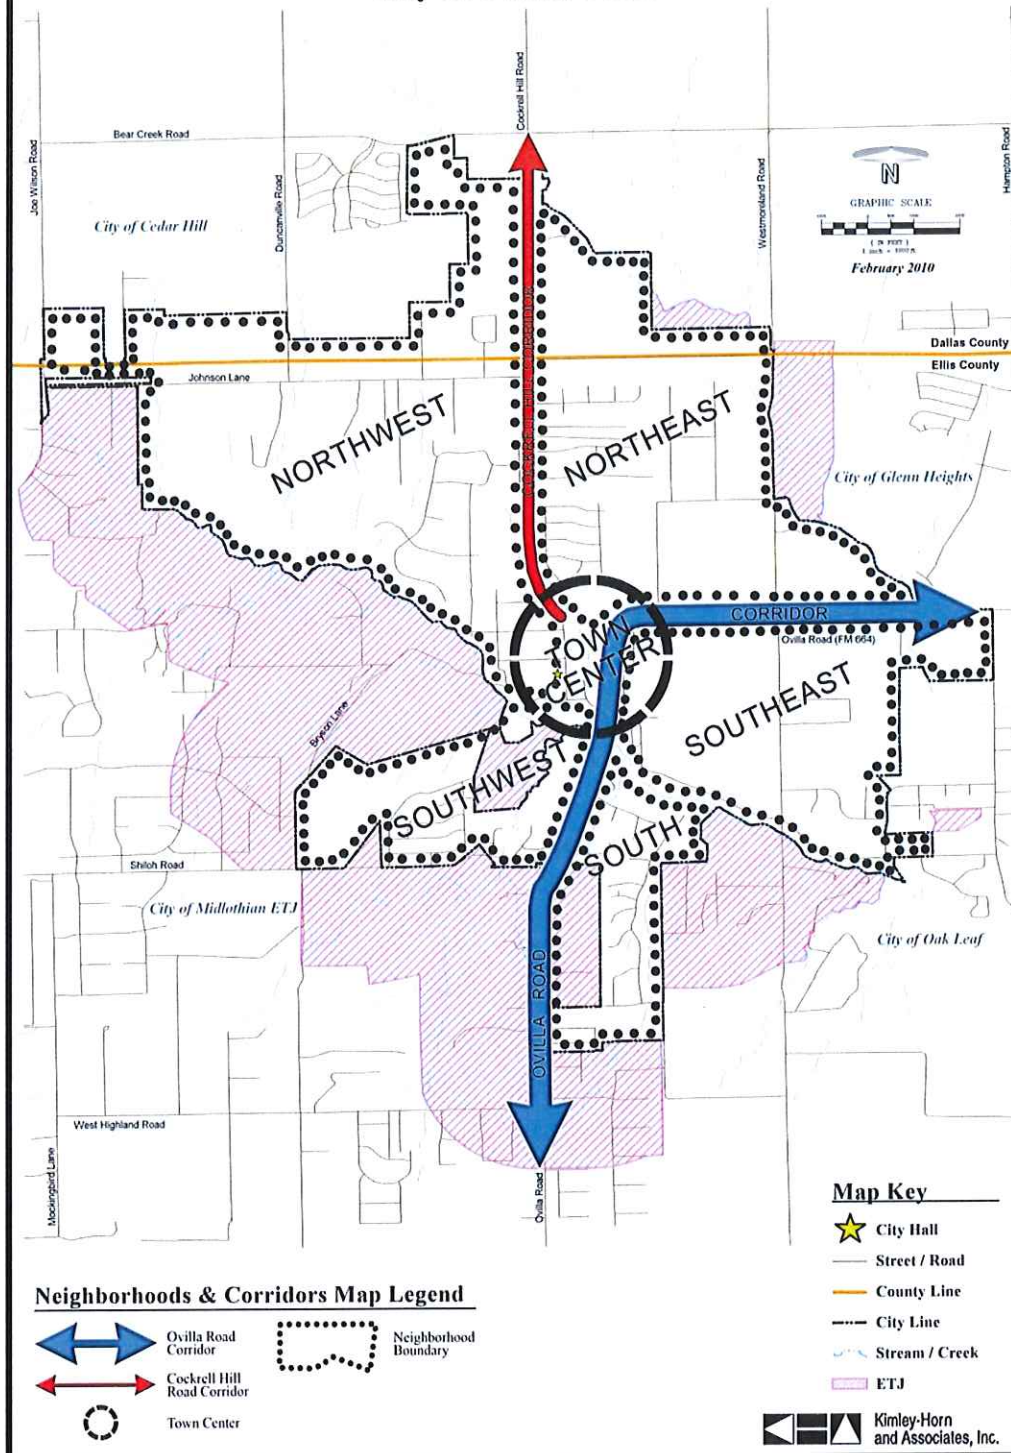 Cockrell Hill Road
Bear Creek Road
Joe Wilson Road
Duncanville Road
Westmoreland Road
Hampton Road
City of Cedar Hill
N
GRAPHIC SCALE
( IN FEET )
February 2010
Dallas County
Ellis County
Johnson Lane
COCKRELL HILL CORRIDOR
NORTHWEST
NORTHEAST
City of Glenn Heights
CORRIDOR
Ovilla Road (FM 664)
TOWN
CENTER
SOUTHEAST
Bryson Lane
SOUTHWEST
SOUTH
Shiloh Road
City of Midlothian ETJ
City of Oak Leaf
OVILLA ROAD
West Highland Road
Mockingbird Lane
Ovilla Road
Map Key
City Hall
Street / Road
County Line
City Line
Stream / Creek
ETJ
Neighborhoods & Corridors Map Legend
Ovilla Road
Corridor
Neighborhood
Boundary
Cockrell Hill
Road Corridor
Town Center
Kimley-Horn
and Associates, Inc.